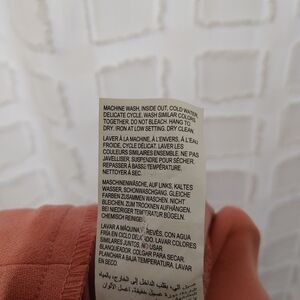 MACHINE WASH, INSIDE OUT, COLD WATER,
DELICATE CYCLE. WASH SIMILAR COLORS
TOGETHER. DO NOT BLEACH. HANG TO
DRY. IRON AT LOW SETTING. DRY CLEAN.
LAVER À LA MACHINE, À L'ENVERS, À L'EAU
FROIDE, CYCLE DÉLICAT. LAVER LES
COULEURS SIMILAIRES ENSEMBLE. NE PAS
JAVELLISER. SUSPENDRE POUR SÉCHER.
REPASSER À BASSE TEMPÉRATURE.
NETTOYER À SEC.
MASCHINENWÄSCHE, AUF LINKS, KALTES
WASSER, SCHONWASCHGANG. GLEICHE
FARBEN ZUSAMMEN WASCHEN. NICHT
BLEICHEN. ZUM TROCKNEN AUFHÄNGEN.
BEI NIEDRIGER TEMPERATUR BÜGELN.
CHEMISCH REINIGEN.
LAVAR A MÁQUINA, AL REVÉS, CON AGUA
FRÍA EN CICLO DELICADO. LAVAR COLORES
SIMILARES JUNTOS. NO USAR
BLANQUEADOR. COLGAR PARA SECAR.
PLANCHAR A BAJA TEMPERATURA. LAVAR
EN SECO.